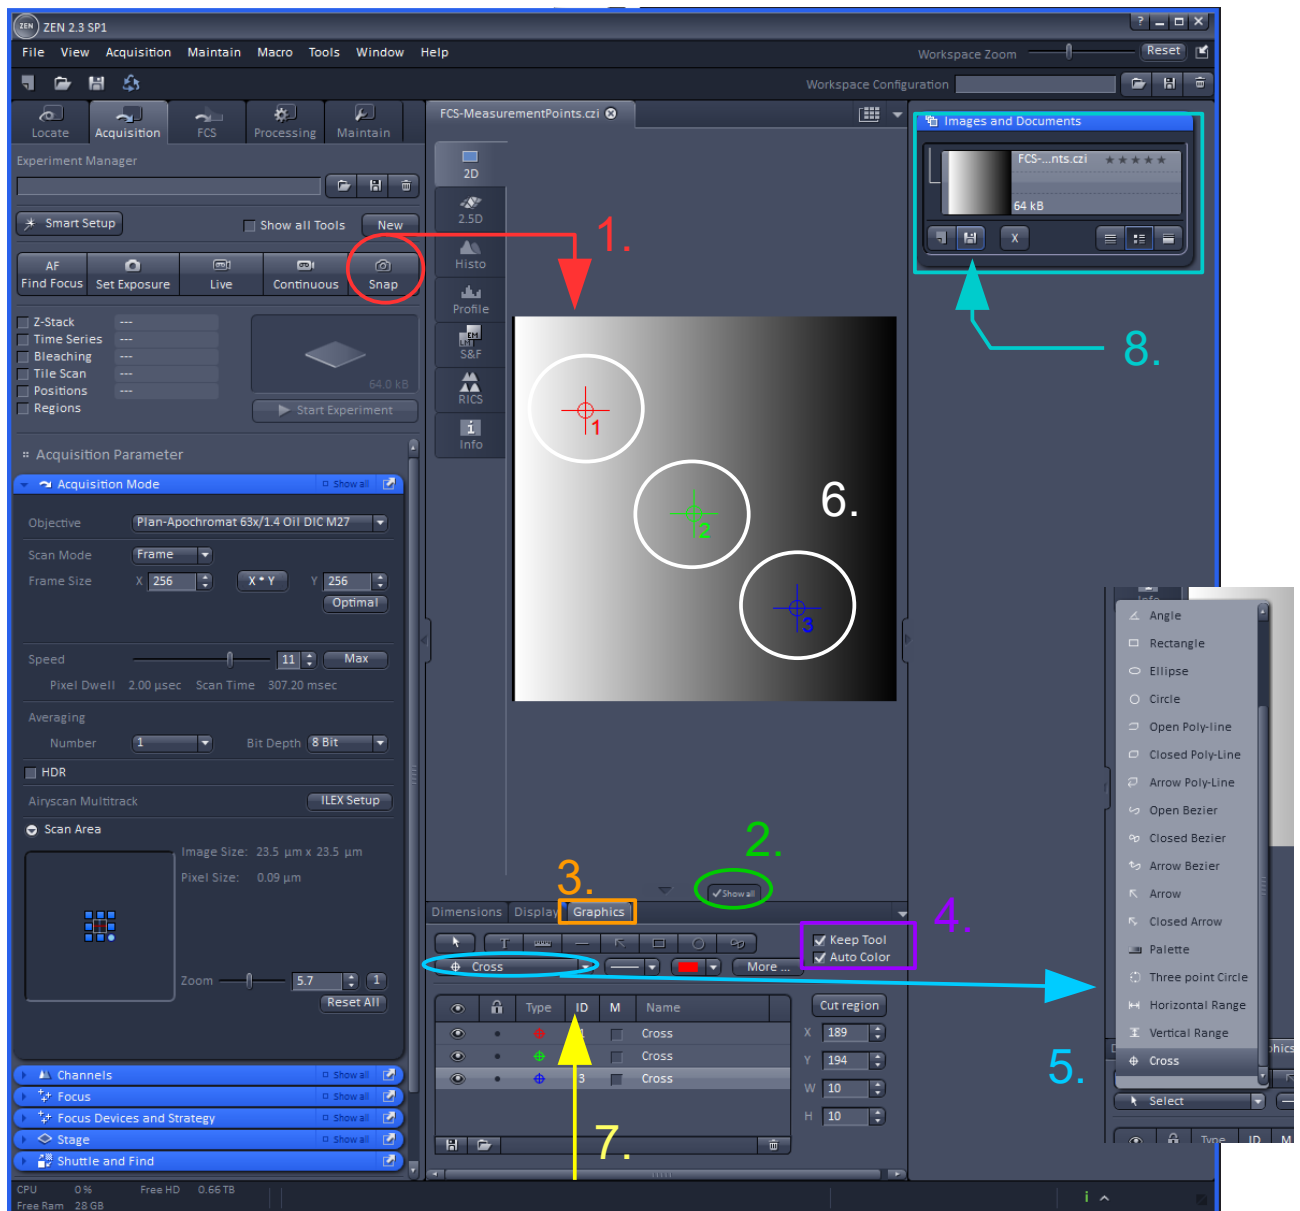 ZEN ZEN 2.3 SP1
File View Acquisition Maintain Macro Tools Window Help
Workspace Zoom Reset
Workspace Configuration
Locate Acquisition FCS Processing Maintain
Experiment Manager
Smart Setup Show all Tools New
AF Find Focus Set Exposure Live Continuous Snap
Z-Stack ---
Time Series ---
Bleaching ---
Tile Scan ---
Positions ---
Regions
64.0 kB
Start Experiment
Acquisition Parameter
Acquisition Mode Show all
Objective Plan-Apochromat 63x/1.4 Oil DIC M27
Scan Mode Frame
Frame Size X 256 X * Y Y 256
Optimal
Speed 11 Max
Pixel Dwell 2.00 µsec Scan Time 307.20 msec
Averaging
Number 1 Bit Depth 8 Bit
HDR
Airyscan Multitrack ILEX Setup
Scan Area
Image Size: 23.5 µm x 23.5 µm
Pixel Size: 0.09 µm
Zoom 5.7 1
Reset All
Channels Show all
Focus Show all
Focus Devices and Strategy Show all
Stage Show all
Shuttle and Find
CPU 0% Free HD 0.66 TB
Free Ram 28 GB
FCS-MeasurementPoints.czi
2D
2.5D
Histo
Profile
S&F
RICS
Info
1.
1
2
3
6.
2.
Show all
3.
Dimensions Display Graphics
4.
Keep Tool
Auto Color
Cross More ...
Type ID M Name
Cross
Cross
3 Cross
Cut region
X 189
Y 194
W 10
H 10
7.
Images and Documents
FCS-...nts.czi
64 kB
X
8.
5.
Angle
Rectangle
Ellipse
Circle
Open Poly-line
Closed Poly-Line
Arrow Poly-Line
Open Bezier
Closed Bezier
Arrow Bezier
Arrow
Closed Arrow
Palette
Three point Circle
Horizontal Range
Vertical Range
Cross
Select
Type ID M